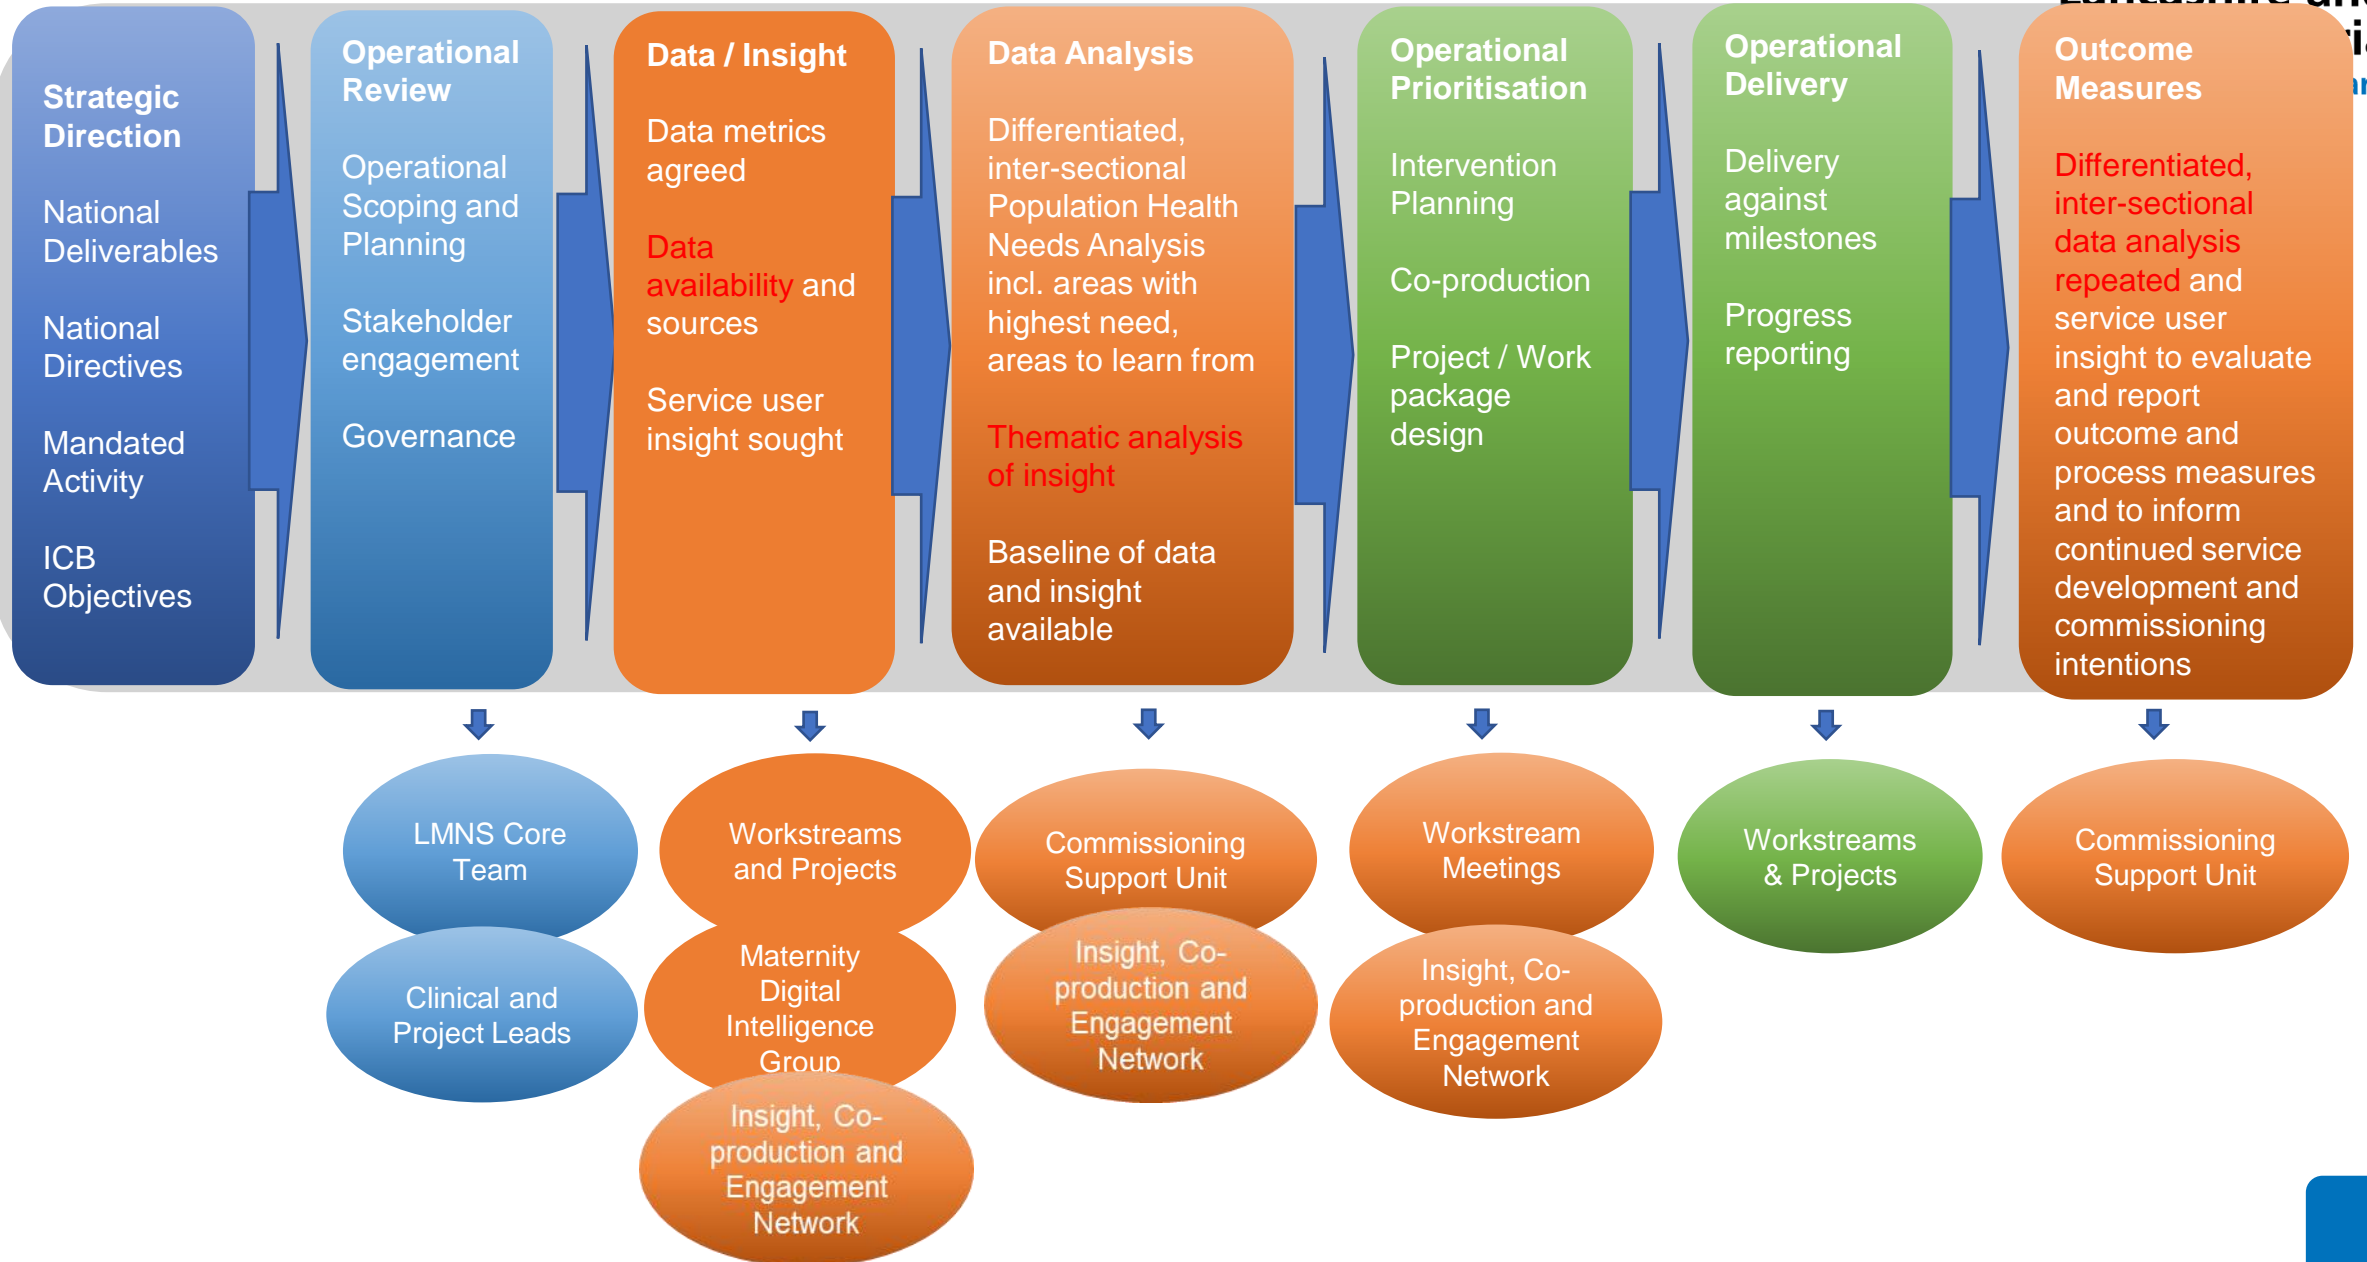 Lancashire and
Strategic
Direction
National
Deliverables
National
Directives
Mandated
Activity
ICB
Objectives
Operational
Review
Operational
Scoping and
Planning
Stakeholder
engagement
Governance
Data / Insight
Data metrics
agreed
Data
availability and
sources
Service user
insight sought
Data Analysis
Differentiated,
inter-sectional
Population Health
Needs Analysis
incl. areas with
highest need,
areas to learn from
Thematic analysis
of insight
Baseline of data
and insight
available
Operational
Prioritisation
Intervention
Planning
Co-production
Project / Work
package
design
Operational
Delivery
Delivery
against
milestones
Progress
reporting
Outcome
Measures
Differentiated,
inter-sectional
data analysis
repeated and
service user
insight to evaluate
and report
outcome and
process measures
and to inform
continued service
development and
commissioning
intentions
LMNS Core
Team
Clinical and
Project Leads
Workstreams
and Projects
Maternity
Digital
Intelligence
Group
Insight, Co-
production and
Engagement
Network
Commissioning
Support Unit
Insight, Co-
production and
Engagement
Network
Workstream
Meetings
Insight, Co-
production and
Engagement
Network
Workstreams
& Projects
Commissioning
Support Unit